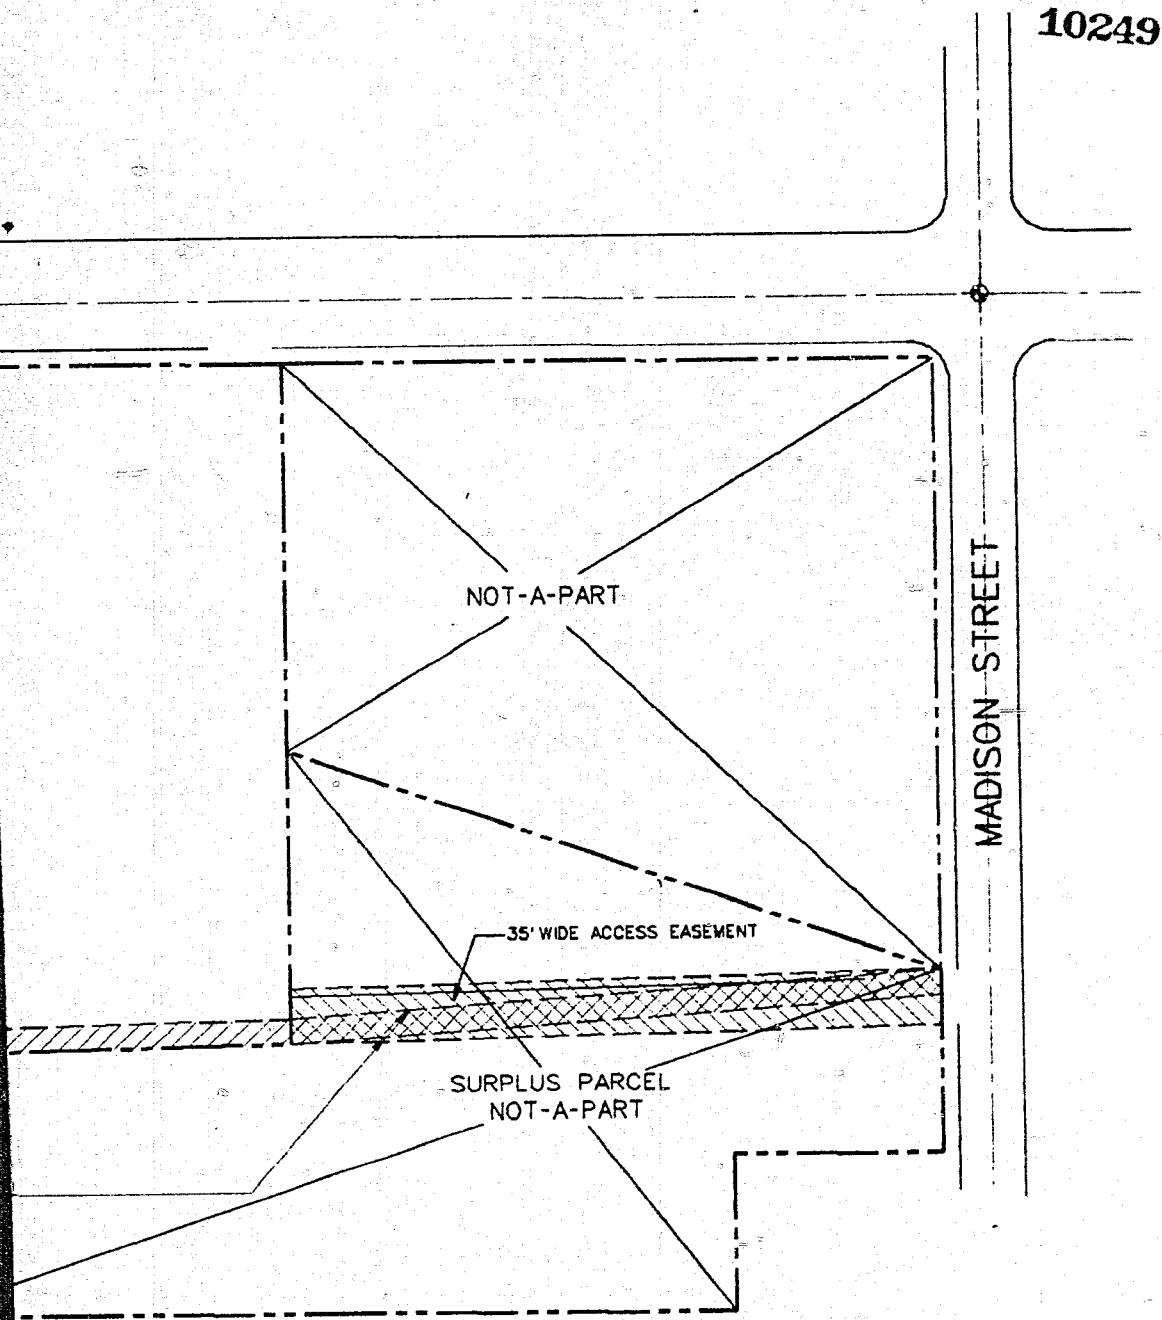 10249
NOT-A-PART
MADISON STREET
35' WIDE ACCESS EASEMENT
SURPLUS PARCEL
NOT-A-PART